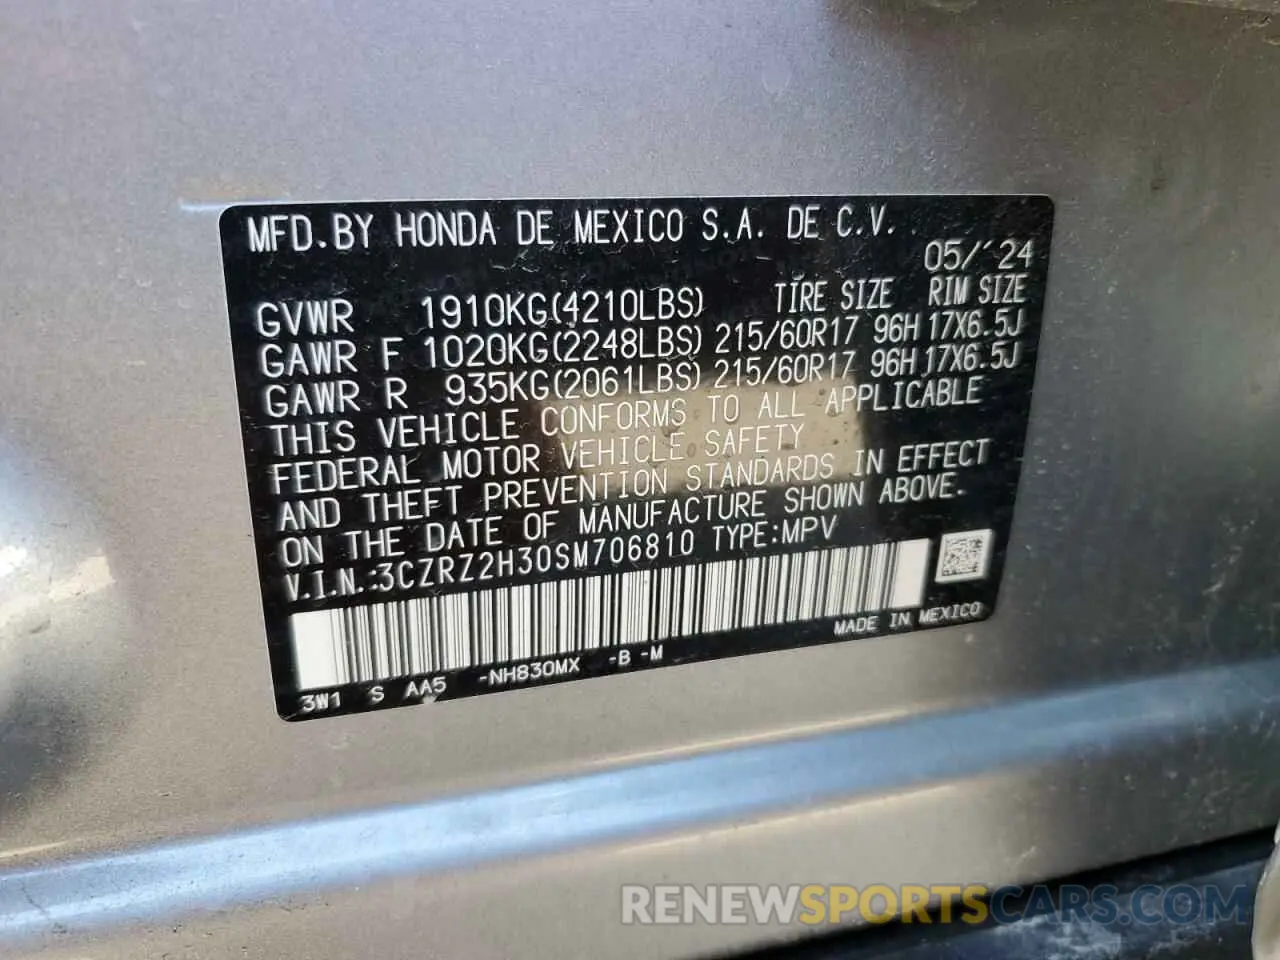 MFD.BY HONDA DE MEXICO S.A. DE C.V.
05/´24
GVWR 1910KG(4210LBS) TIRE SIZE RIM SIZE
GAWR F 1020KG(2248LBS) 215/60R17 96H 17X6.5J
GAWR R 935KG(2061LBS) 215/60R17 96H 17X6.5J
THIS VEHICLE CONFORMS TO ALL APPLICABLE
FEDERAL MOTOR VEHICLE SAFETY
AND THEFT PREVENTION STANDARDS IN EFFECT
ON THE DATE OF MANUFACTURE SHOWN ABOVE.
V.I.N.:3CZRZ2H30SM706810 TYPE:MPV
MADE IN MEXICO
3W1 S AA5 -NH830MX -B -M
RENEWSPORTSCARS.COM